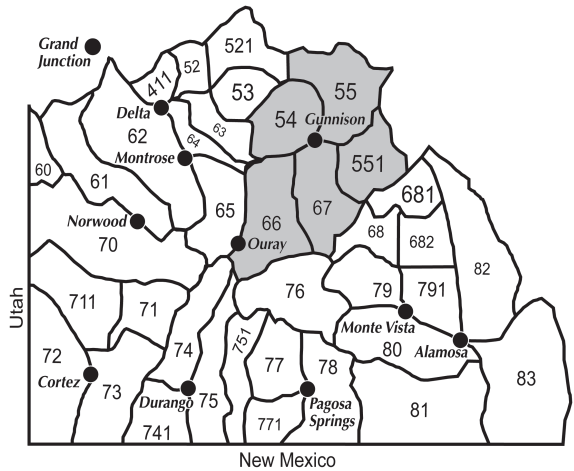 Grand
Junction
521
52
411
55
53
Delta
54
Gunnison
62
63
64
Montrose
551
60
61
681
65
67
66
Norwood
70
68
682
Ouray
82
76
79
791
711
71
Utah
Monte Vista
751
74
72
77
78
80
Alamosa
Cortez
73
83
Durango
75
Pagosa
Springs
81
771
741
New Mexico